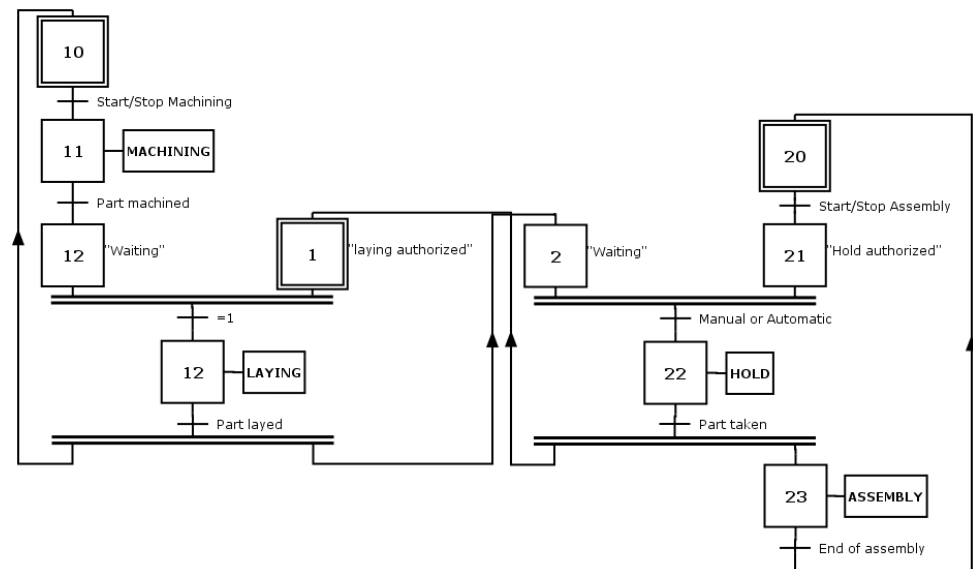 10
Start/Stop Machining
11
MACHINING
Part machined
12
"Waiting"
1
"laying authorized"
=1
12
LAYING
Part layed
20
Start/Stop Assembly
2
"Waiting"
21
"Hold authorized"
Manual or Automatic
22
HOLD
Part taken
23
ASSEMBLY
End of assembly